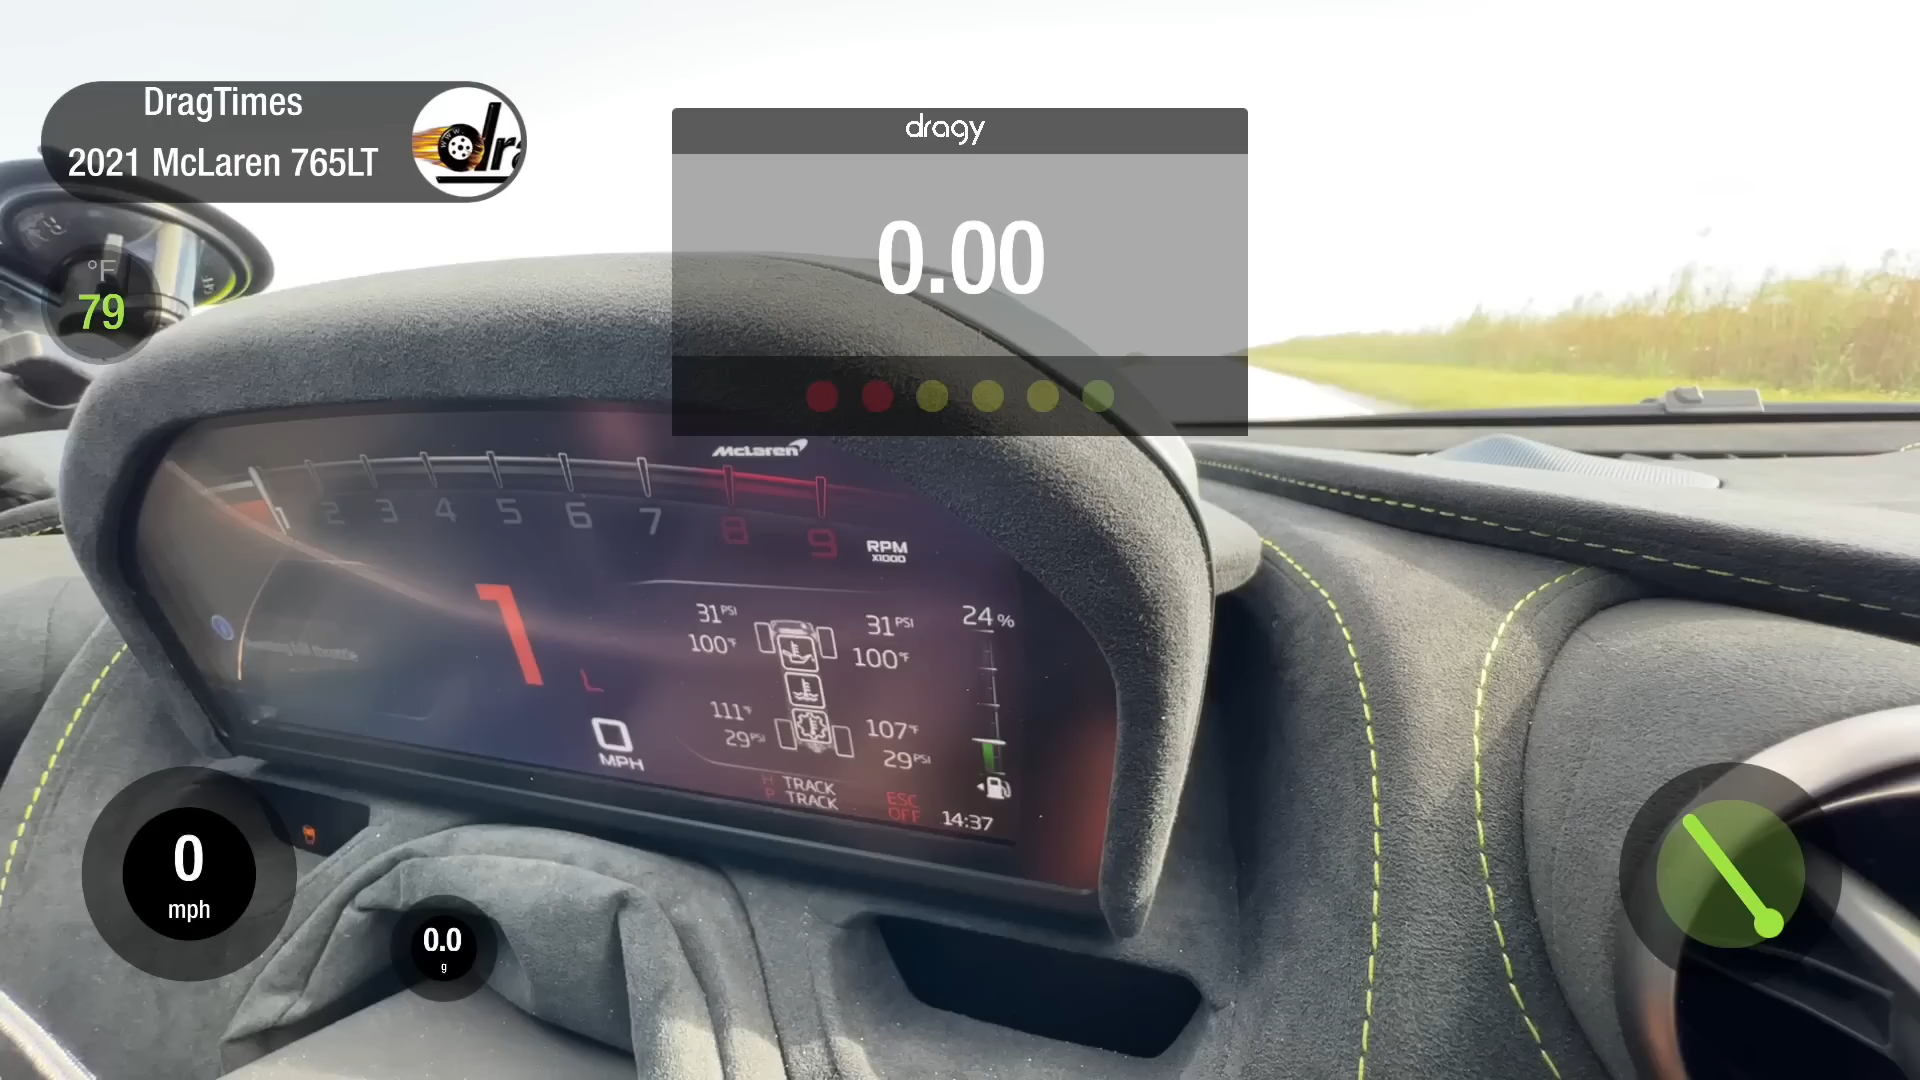 DragTimes
2021 McLaren 765LT
dragy
0.00
°F
79
McLaren
1 2 3 4 5 6 7 8 9
RPM
X1000
1 L
0
MPH
31 PSI
100°F
31 PSI
100°F
24 %
111°F
29 PSI
107°F
29 PSI
H TRACK
P TRACK
ESC
OFF
14:37
0
mph
0.0
g